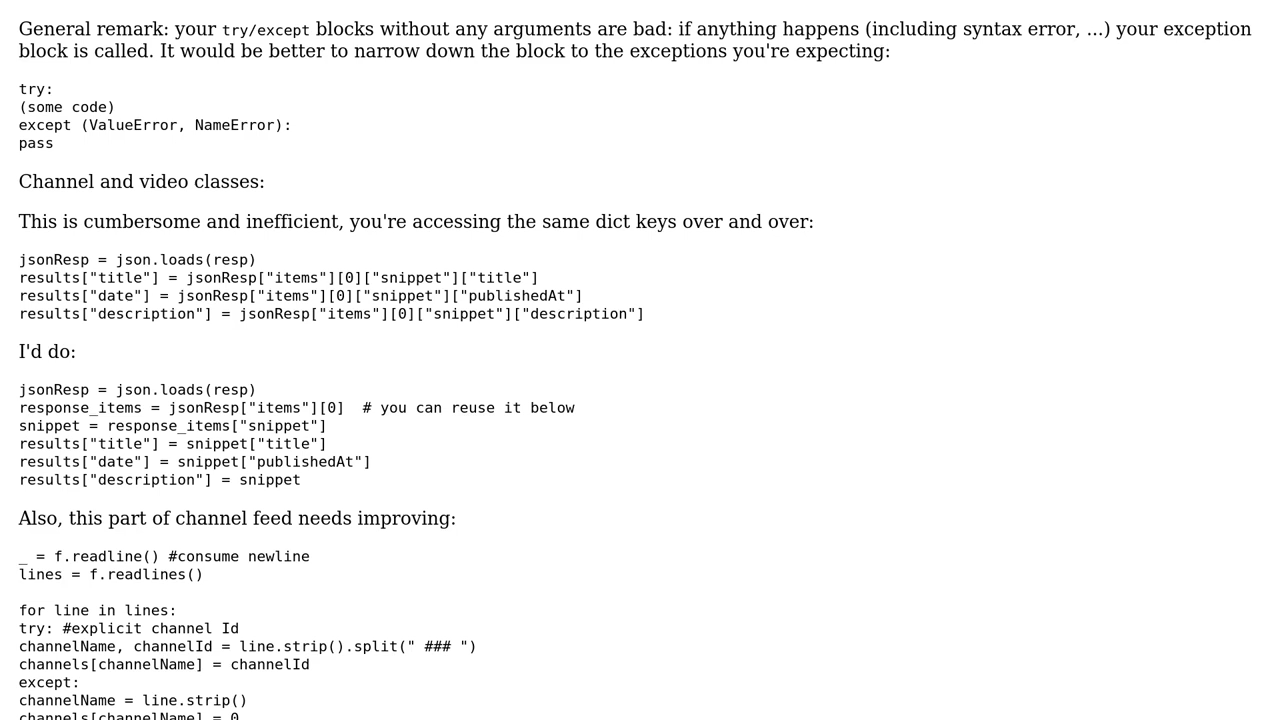 General remark: your try/except blocks without any arguments are bad: if anything happens (including syntax error, ...) your exception
block is called. It would be better to narrow down the block to the exceptions you're expecting:
try:
(some code)
except (ValueError, NameError):
pass
Channel and video classes:
This is cumbersome and inefficient, you're accessing the same dict keys over and over:
jsonResp = json.loads(resp)
results["title"] = jsonResp["items"][0]["snippet"]["title"]
results["date"] = jsonResp["items"][0]["snippet"]["publishedAt"]
results["description"] = jsonResp["items"][0]["snippet"]["description"]
I'd do:
jsonResp = json.loads(resp)
response_items = jsonResp["items"][0]  # you can reuse it below
snippet = response_items["snippet"]
results["title"] = snippet["title"]
results["date"] = snippet["publishedAt"]
results["description"] = snippet
Also, this part of channel feed needs improving:
_ = f.readline() #consume newline
lines = f.readlines()
for line in lines:
try: #explicit channel Id
channelName, channelId = line.strip().split(" ### ")
channels[channelName] = channelId
except:
channelName = line.strip()
channels[channelName] = 0